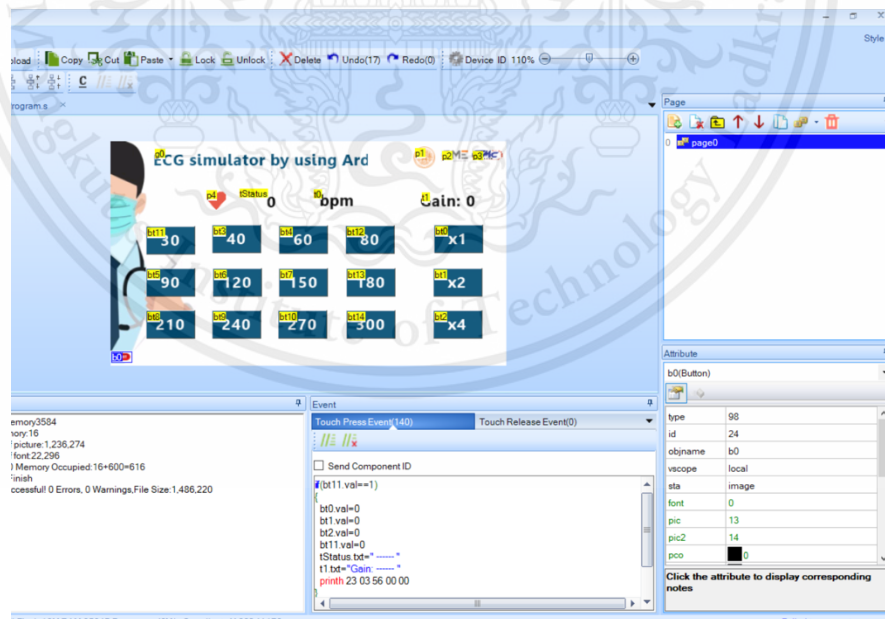 Style
pload Copy Cut Paste Lock Unlock Delete Undo(17) Redo(0) Device ID 110%
rogram.s
Page
0 page0
g0 ECG simulator by using Ard p1 p2 p3
p4 tStatus 0 t0 bpm t1 Gain: 0
bt11 30 bt3 40 bt4 60 bt12 80 bt0 x1
bt5 90 bt6 120 bt7 150 bt13 180 bt1 x2
bt8 210 bt9 240 bt10 270 bt14 300 bt2 x4
b0
Attribute
b0(Button)
type 98
id 24
objname b0
vscope local
sta image
font 0
pic 13
pic2 14
pco 0
Click the attribute to display corresponding notes
emory3584
nory:16
picture:1,236,274
font:22,296
Memory Occupied:16+600=616
Finish
ccessful! 0 Errors, 0 Warnings,File Size:1,486,220
Event
Touch Press Event(140) Touch Release Event(0)
Send Component ID
if(bt11.val==1)
{
bt0.val=0
bt1.val=0
bt2.val=0
bt11.val=0
tStatus.txt=" ------ "
t1.txt="Gain: ------ "
printh 23 03 56 00 00
}
Institute of Technology